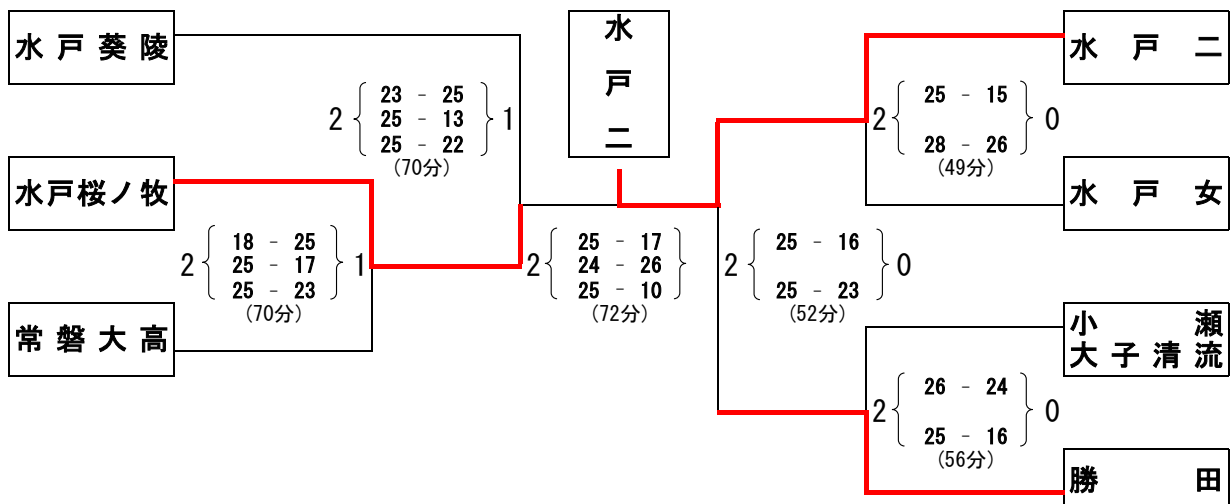 水戸葵陵
水戸桜ノ牧
常磐大高
2 23 - 25 1
25 - 13
25 - 22
(70分)
2 18 - 25 1
25 - 17
25 - 23
(70分)
水戸二
2 25 - 17
24 - 26
25 - 10
(72分)
2 25 - 16 0
25 - 23
(52分)
2 25 - 15 0
28 - 26
(49分)
2 26 - 24 0
25 - 16
(56分)
水戸二
水戸女
小瀬
大子清流
勝田